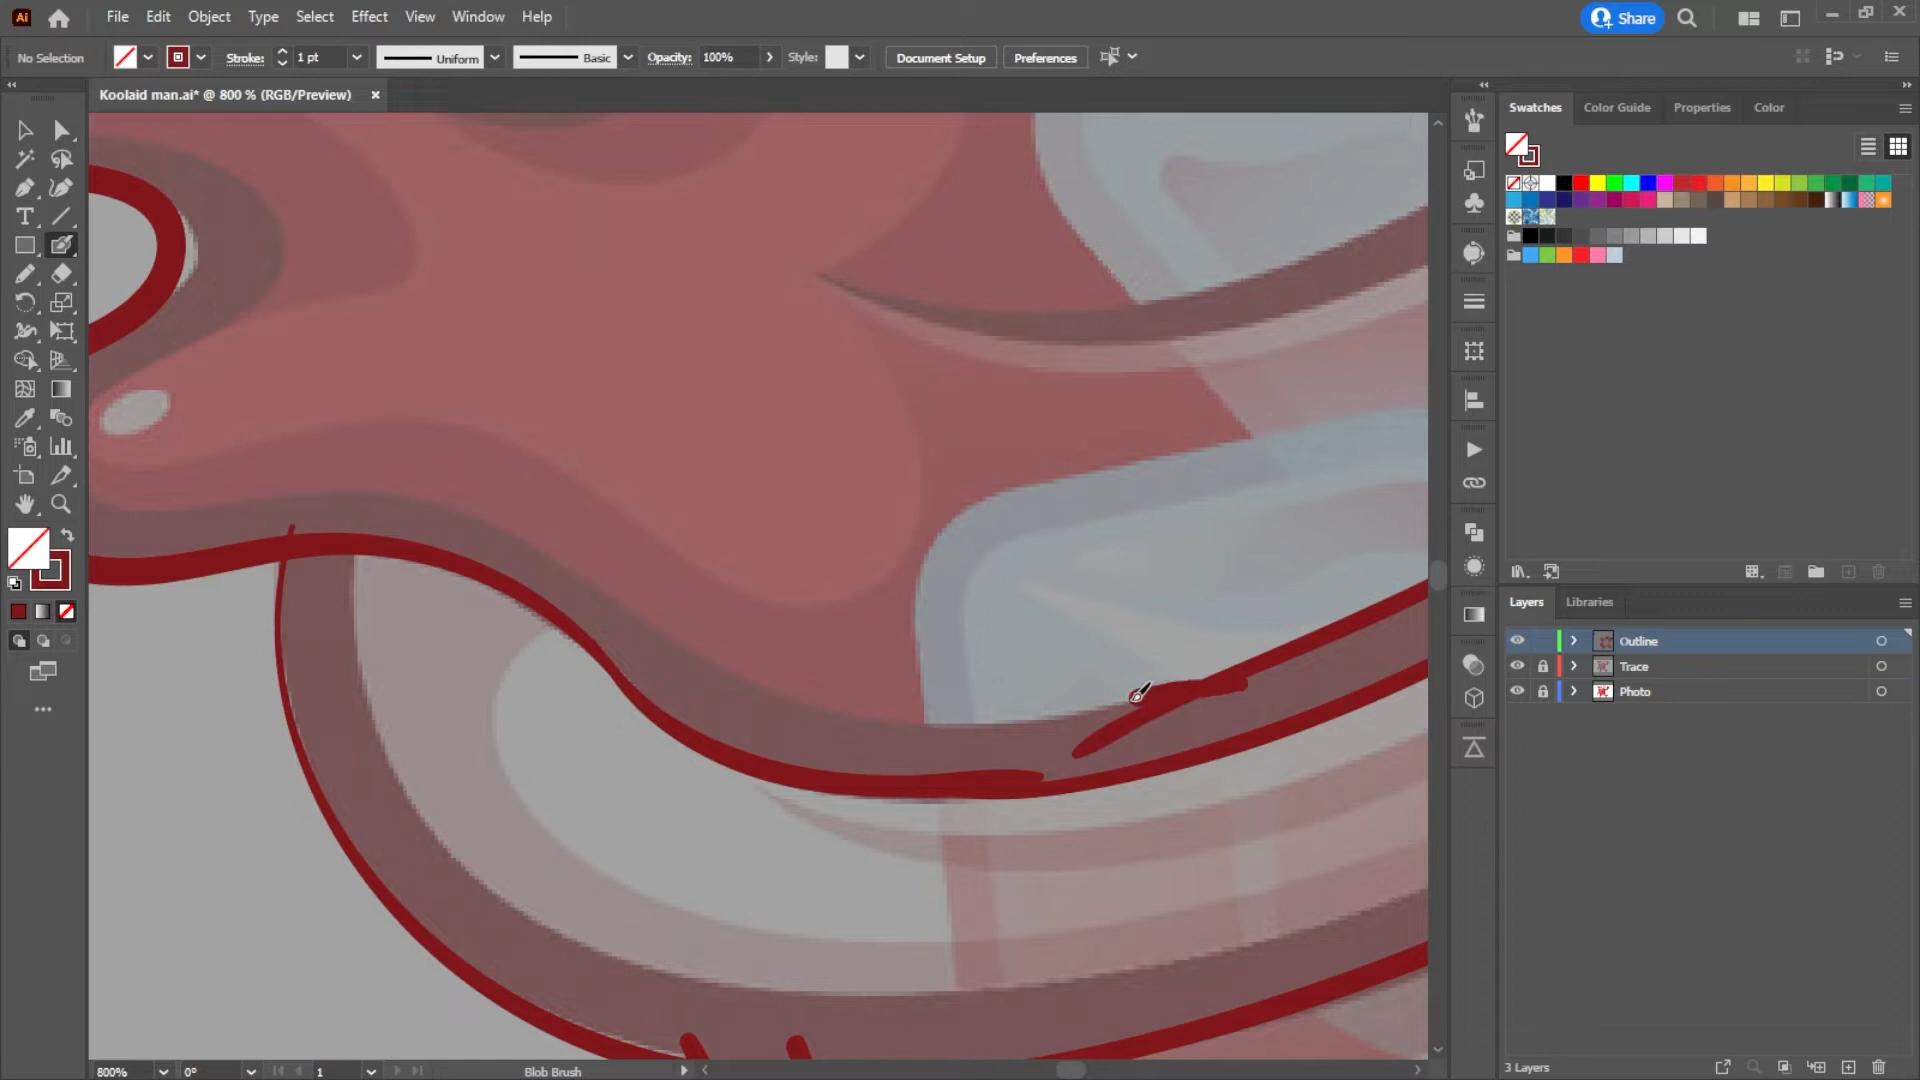 Ai File Edit Object Type Select Effect View Window Help Share
No Selection Stroke: 1 pt Uniform Basic Opacity: 100% Style: Document Setup Preferences
Koolaid man.ai* @ 800 % (RGB/Preview) ×
Swatches Color Guide Properties Color
Layers Libraries
Outline
Trace
Photo
3 Layers
800% 0° 1 Blob Brush